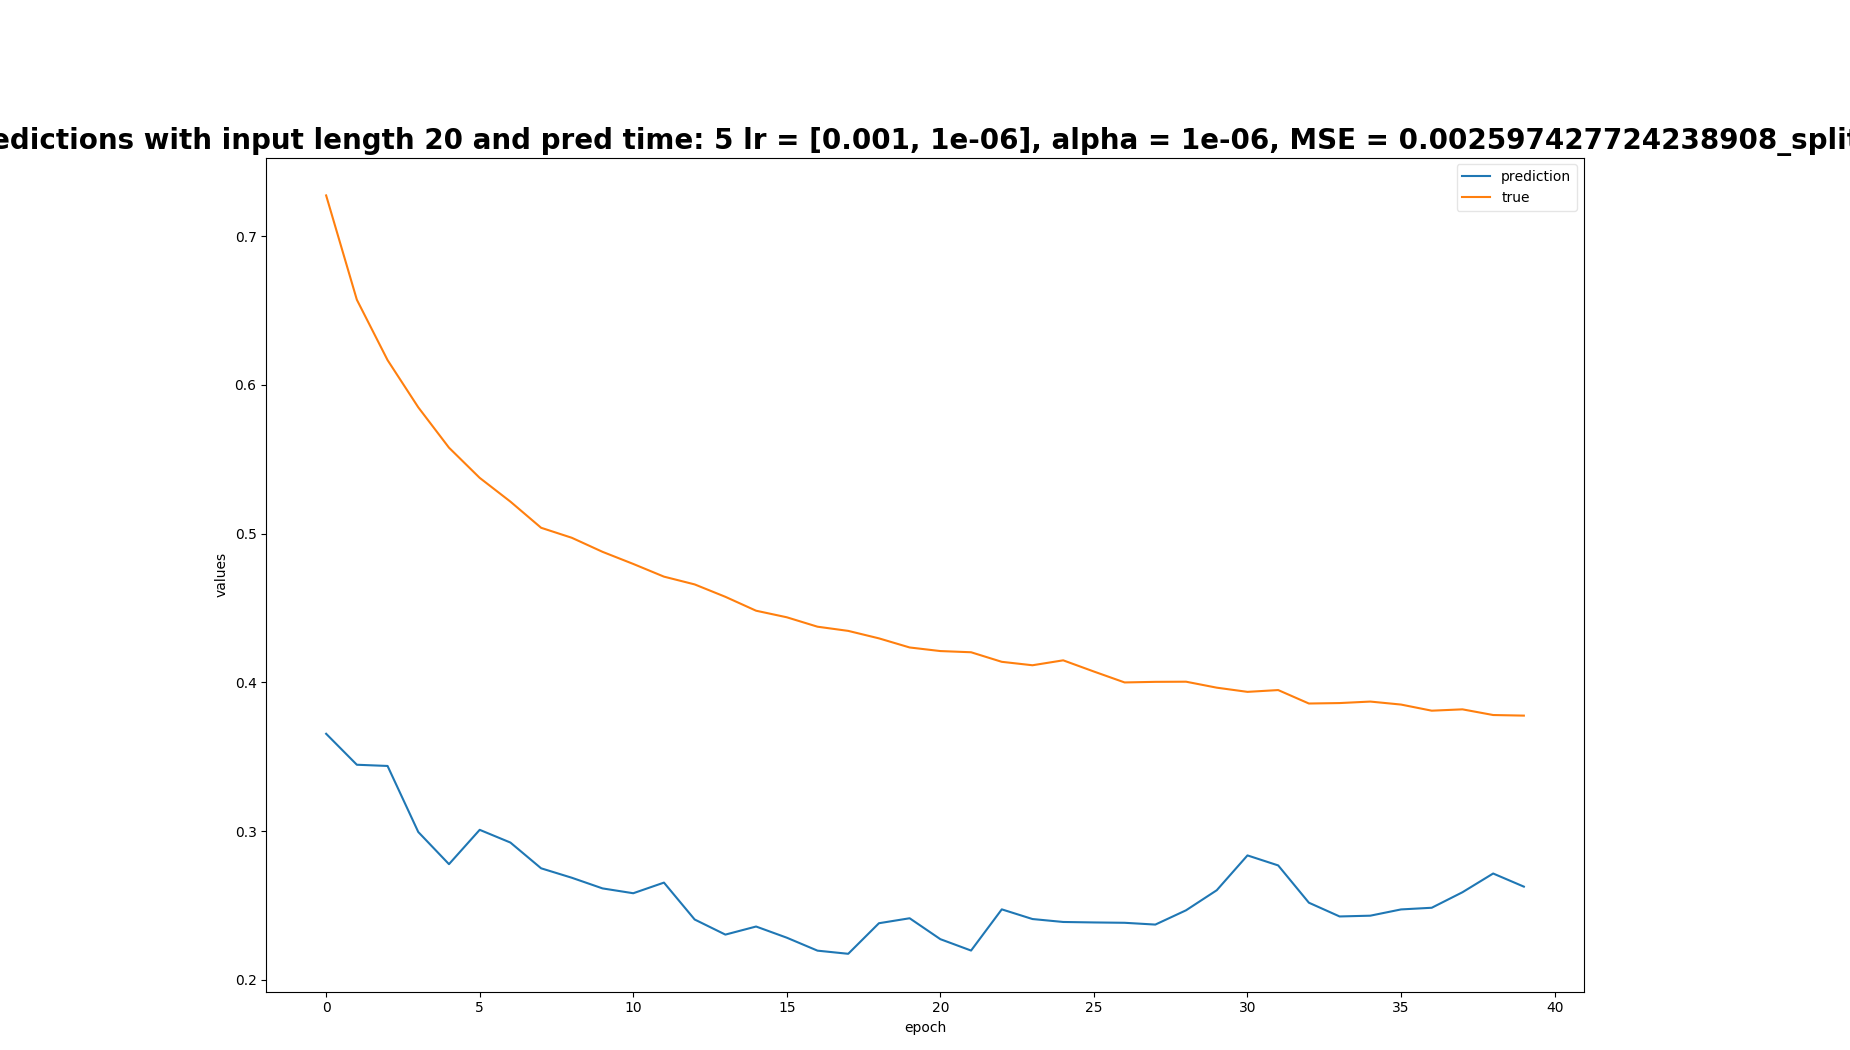 edictions with input length 20 and pred time: 5 lr = [0.001, 1e-06], alpha = 1e-06, MSE = 0.002597427724238908_split
prediction
true
0.7
0.6
0.5
0.4
0.3
0.2
values
0 5 10 15 20 25 30 35 40
epoch